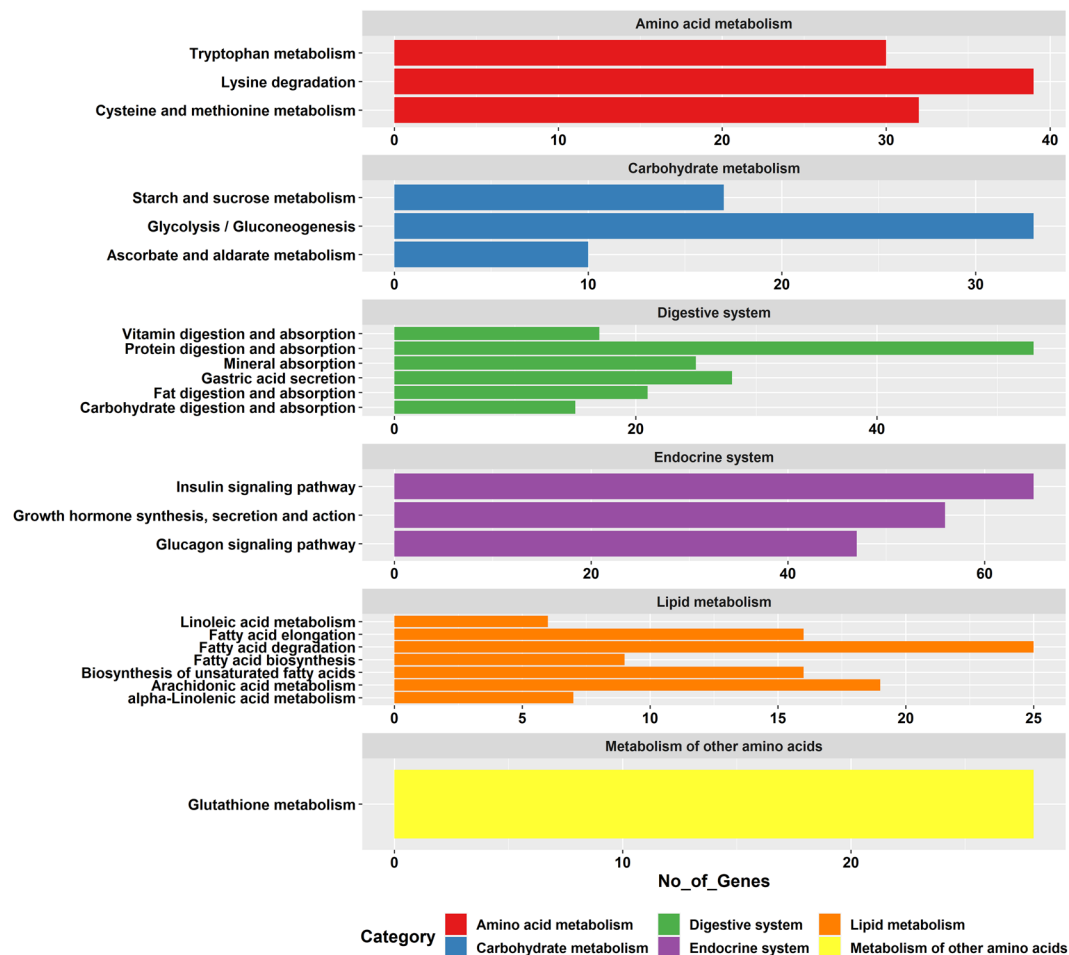 Amino acid metabolism
Tryptophan metabolism
Lysine degradation
Cysteine and methionine metabolism
0 10 20 30 40
Carbohydrate metabolism
Starch and sucrose metabolism
Glycolysis / Gluconeogenesis
Ascorbate and aldarate metabolism
0 10 20 30
Digestive system
Vitamin digestion and absorption
Protein digestion and absorption
Mineral absorption
Gastric acid secretion
Fat digestion and absorption
Carbohydrate digestion and absorption
0 20 40
Endocrine system
Insulin signaling pathway
Growth hormone synthesis, secretion and action
Glucagon signaling pathway
0 20 40 60
Lipid metabolism
Linoleic acid metabolism
Fatty acid elongation
Fatty acid degradation
Fatty acid biosynthesis
Biosynthesis of unsaturated fatty acids
Arachidonic acid metabolism
alpha-Linolenic acid metabolism
0 5 10 15 20 25
Metabolism of other amino acids
Glutathione metabolism
0 10 20
No_of_Genes
Category
Amino acid metabolism Digestive system Lipid metabolism
Carbohydrate metabolism Endocrine system Metabolism of other amino acids